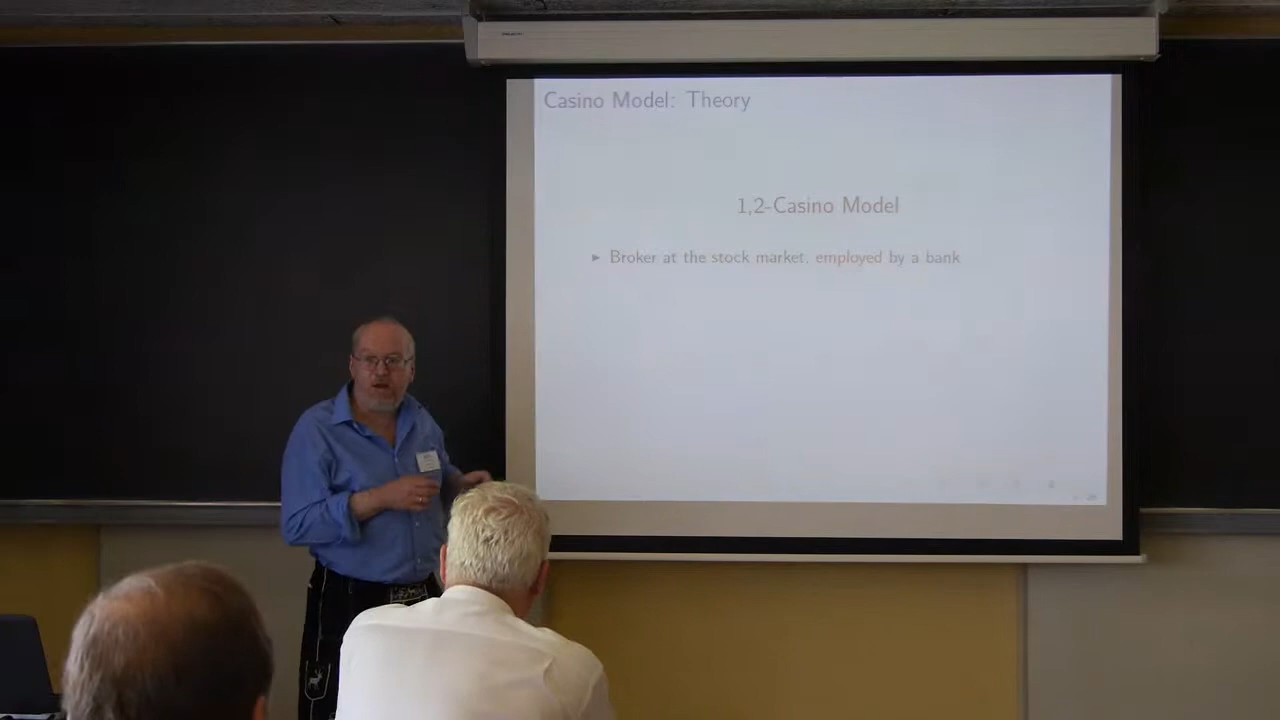 Casino Model: Theory
1,2-Casino Model
▶ Broker at the stock market, employed by a bank